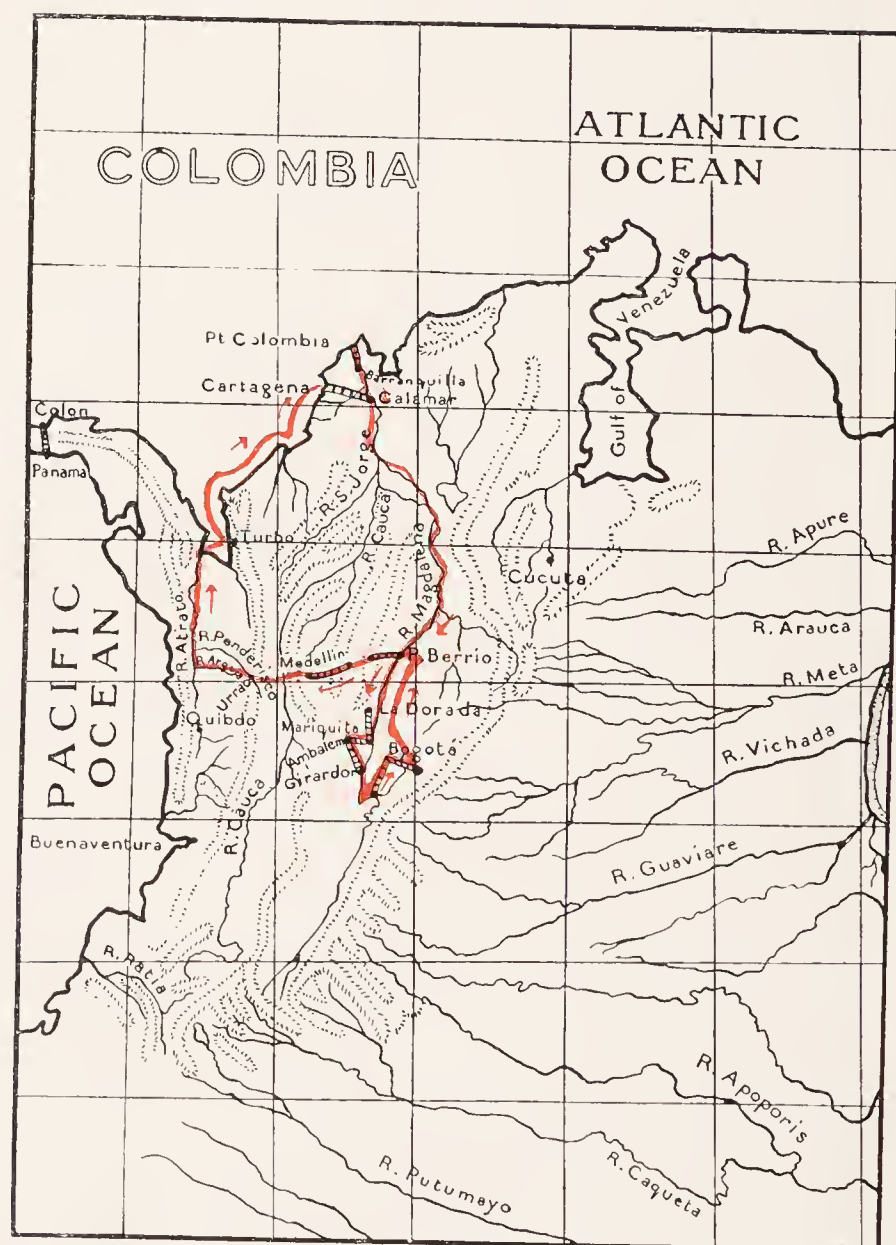 ATLANTIC
OCEAN
COLOMBIA
Venezuela
Gulf of
Pt Colombia
Barranquilla
Cartagena
Calamar
Colon
Panama
R.S. Jorge
R. Cauca
R. Magdalena
Turbo
Cucuta
R. Apure
R. Arauca
R. Meta
R. Vichada
R. Guaviare
PACIFIC
OCEAN
R. Atrato
R. Penderico
Urrao
Medellin
P. Berrio
Quibdo
La Dorada
Mariquita
Ambalem
Bogota
Girardot
R. Cauca
Buenaventura
R. Patia
R. Apoporis
R. Caqueta
R. Putumayo